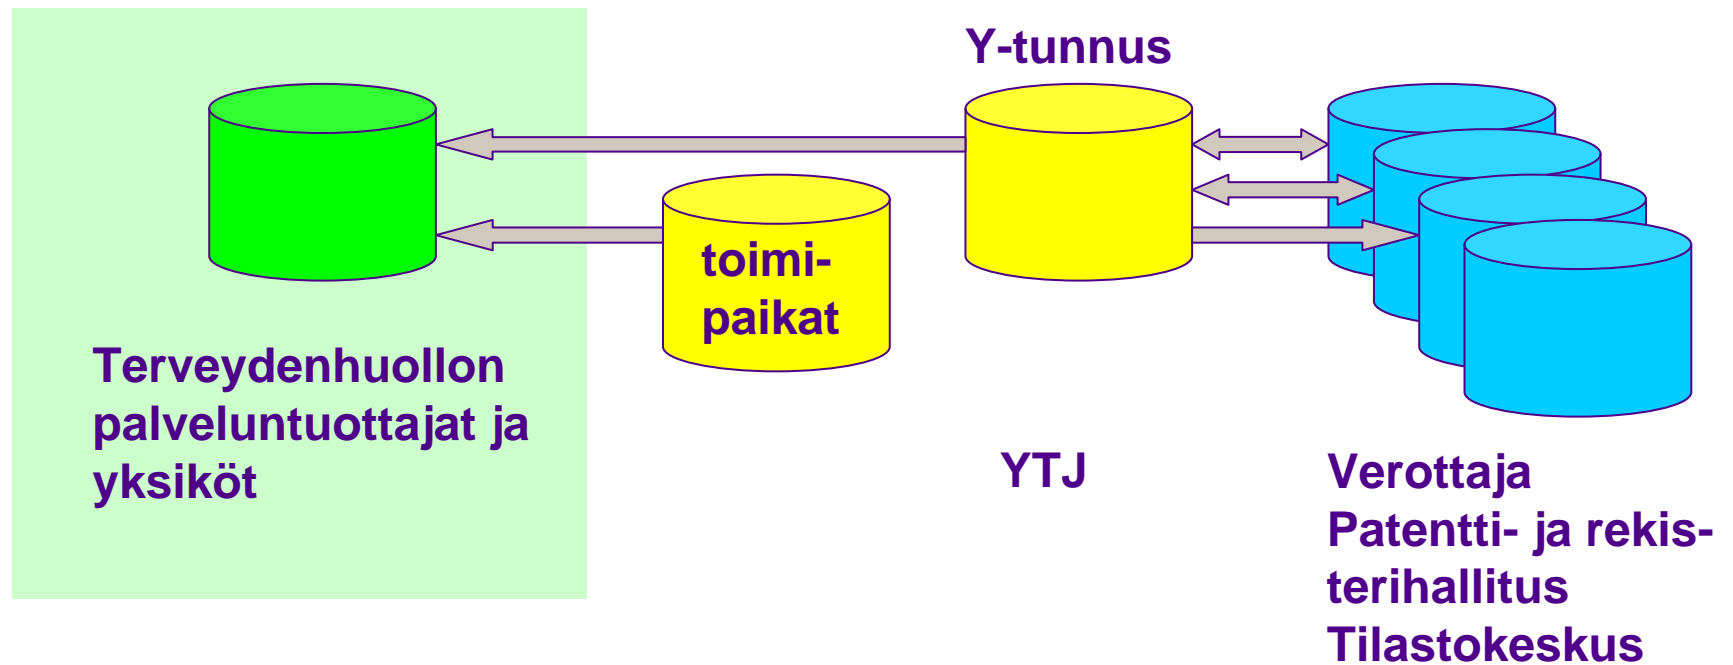 Y-tunnus
toimi-
paikat
Terveydenhuollon
palveluntuottajat ja
yksiköt
YTJ
Verottaja
Patentti- ja rekis-
terihallitus
Tilastokeskus